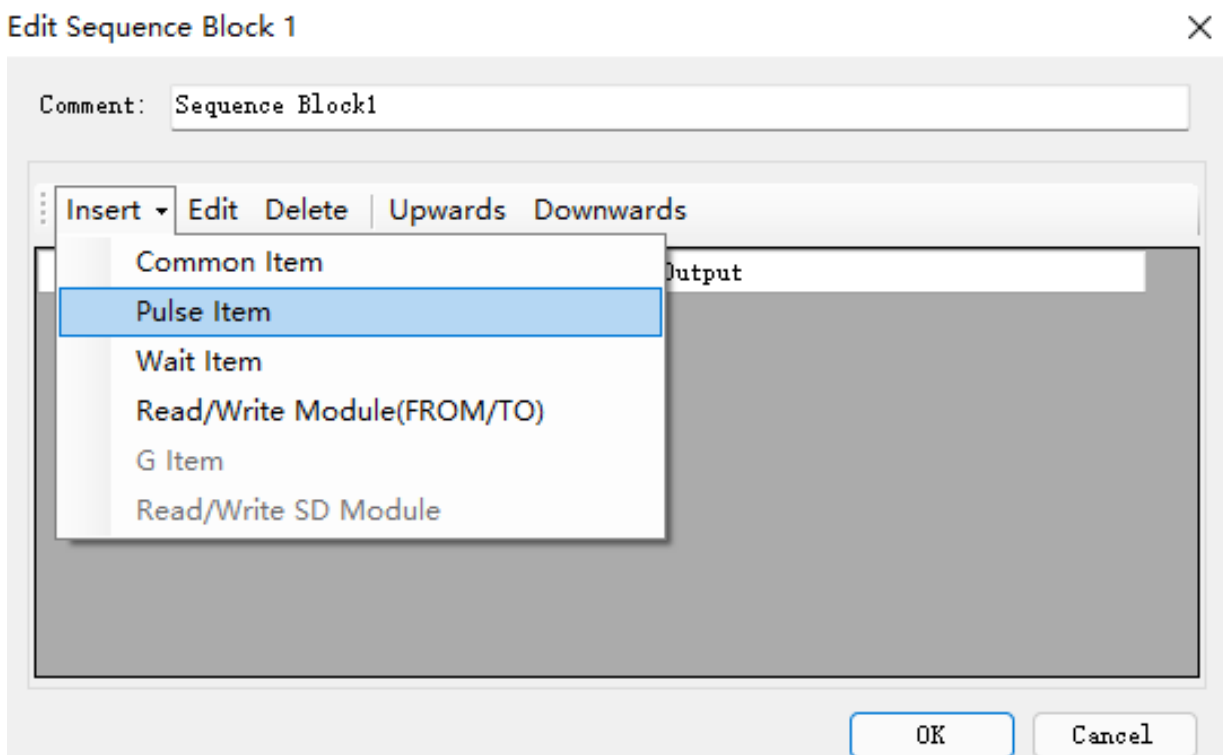 Edit Sequence Block 1
Comment: Sequence Block1
Insert Edit Delete Upwards Downwards
Common Item
Pulse Item
Wait Item
Read/Write Module(FROM/TO)
G Item
Read/Write SD Module
OK Cancel